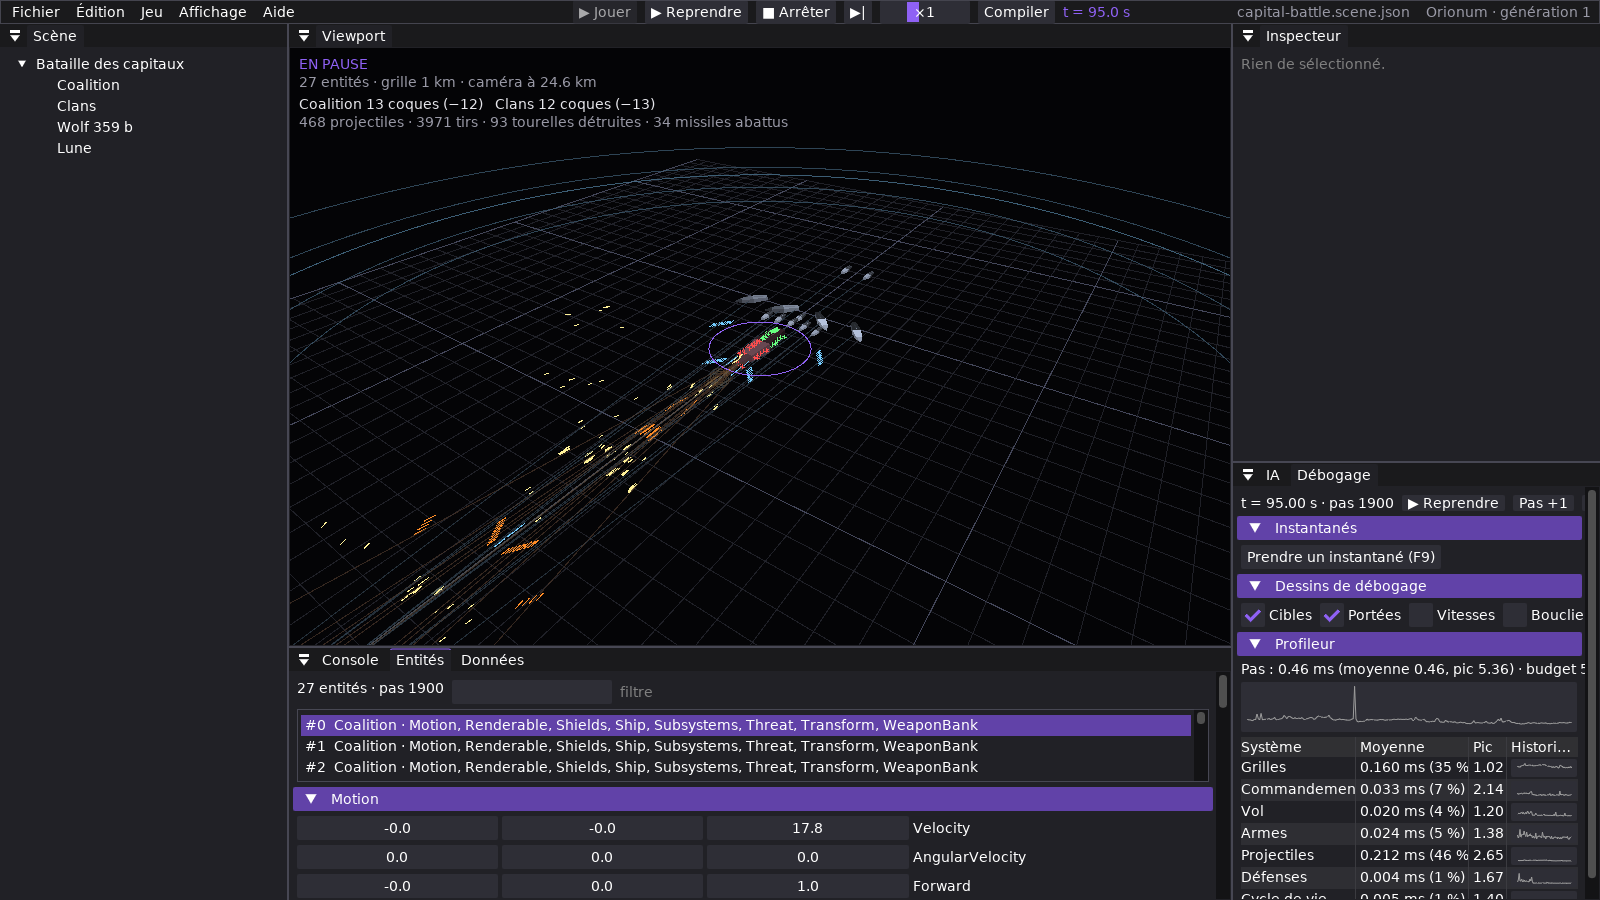 Fichier Édition Jeu Affichage Aide ▶ Jouer ▶ Reprendre ■ Arrêter ▶| ×1 Compiler t = 95.0 s capital-battle.scene.json Orionum · génération 1
Scène
Bataille des capitaux
Coalition
Clans
Wolf 359 b
Lune
Viewport
EN PAUSE
27 entités · grille 1 km · caméra à 24.6 km
Coalition 13 coques (−12) Clans 12 coques (−13)
468 projectiles · 3971 tirs · 93 tourelles détruites · 34 missiles abattus
Console Entités Données
27 entités · pas 1900 filtre
#0 Coalition · Motion, Renderable, Shields, Ship, Subsystems, Threat, Transform, WeaponBank
#1 Coalition · Motion, Renderable, Shields, Ship, Subsystems, Threat, Transform, WeaponBank
#2 Coalition · Motion, Renderable, Shields, Ship, Subsystems, Threat, Transform, WeaponBank
Motion
-0.0 -0.0 17.8 Velocity
0.0 0.0 0.0 AngularVelocity
-0.0 0.0 1.0 Forward
Inspecteur
Rien de sélectionné.
IA Débogage
t = 95.00 s · pas 1900 ▶ Reprendre Pas +1
Instantanés
Prendre un instantané (F9)
Dessins de débogage
Cibles Portées Vitesses Bouclie
Profileur
Pas : 0.46 ms (moyenne 0.46, pic 5.36) · budget 5
Système Moyenne Pic Histori...
Grilles 0.160 ms (35 % 1.02
Commandemen 0.033 ms (7 %) 2.14
Vol 0.020 ms (4 %) 1.20
Armes 0.024 ms (5 %) 1.38
Projectiles 0.212 ms (46 % 2.65
Défenses 0.004 ms (1 %) 1.67
Cycle de vie 0.005 ms (1 %) 1.40